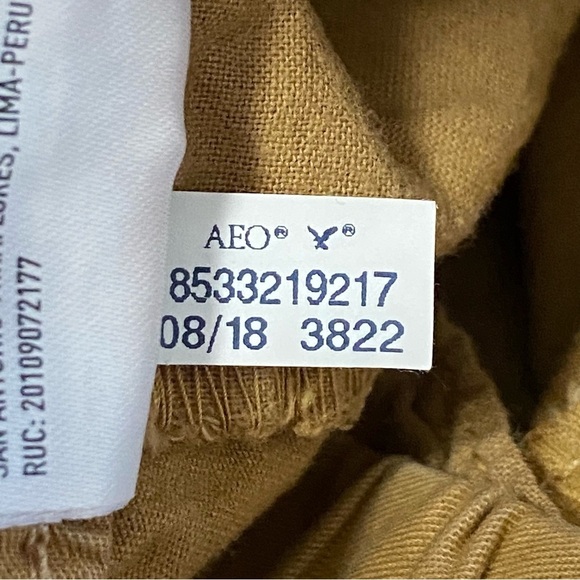 AEO® ®
8533219217
08/18 3822
LIMA-PERU
RUC: 20109072177